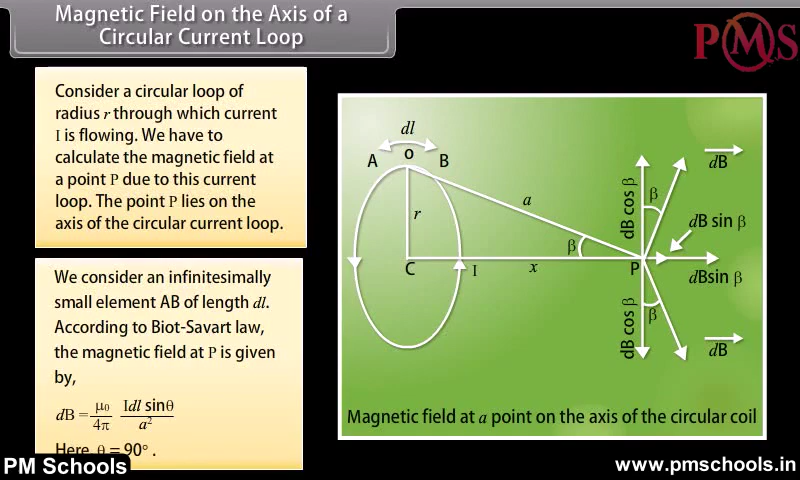 Magnetic Field on the Axis of a
Circular Current Loop
PMS
Consider a circular loop of
radius r through which current
I is flowing. We have to
calculate the magnetic field at
a point P due to this current
loop. The point P lies on the
axis of the circular current loop.
We consider an infinitesimally
small element AB of length dl.
According to Biot-Savart law,
the magnetic field at P is given
by,
dB = μ0/4π Idl sinθ/a²
Here θ = 90°.
dl
A O B
r
a
β
C I x P
dB cos β
β
dB
dB sin β
dBsin β
dB cos β
β
dB
Magnetic field at a point on the axis of the circular coil
PM Schools
www.pmschools.in